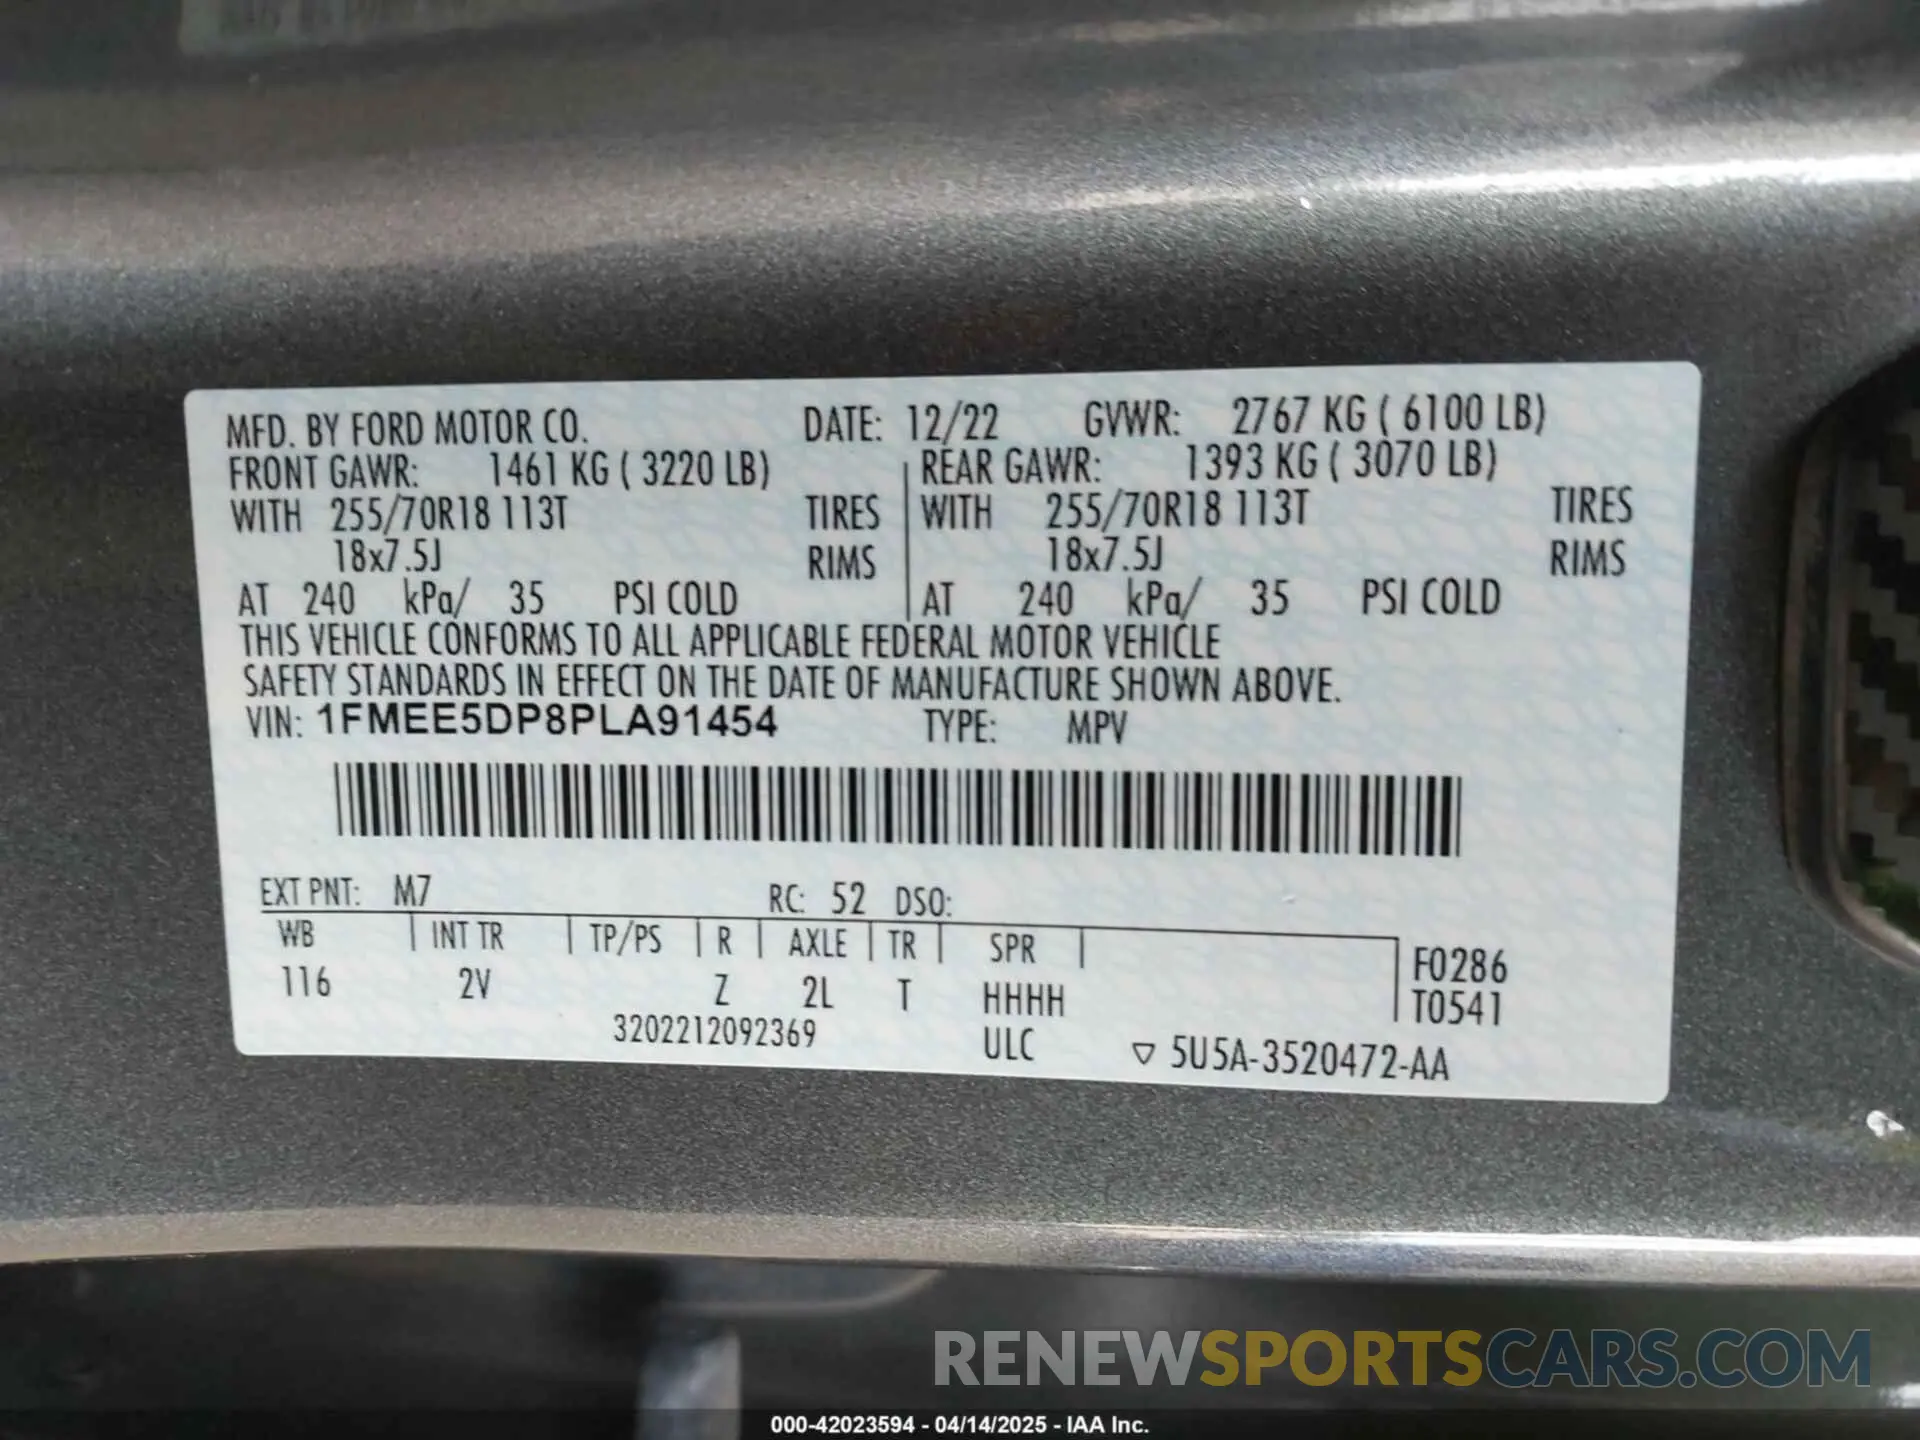 MFD. BY FORD MOTOR CO. DATE: 12/22 GVWR: 2767 KG ( 6100 LB)
FRONT GAWR: 1461 KG ( 3220 LB) REAR GAWR: 1393 KG ( 3070 LB)
WITH 255/70R18 113T TIRES WITH 255/70R18 113T TIRES
18x7.5J RIMS 18x7.5J RIMS
AT 240 kPa/ 35 PSI COLD AT 240 kPa/ 35 PSI COLD
THIS VEHICLE CONFORMS TO ALL APPLICABLE FEDERAL MOTOR VEHICLE
SAFETY STANDARDS IN EFFECT ON THE DATE OF MANUFACTURE SHOWN ABOVE.
VIN: 1FMEE5DP8PLA91454 TYPE: MPV
EXT PNT: M7 RC: 52 DSO:
WB INT TR TP/PS R AXLE TR SPR F0286
116 2V Z 2L T HHHH T0541
3202212092369 ULC ▽ 5U5A-3520472-AA
RENEWSPORTSCARS.COM
000-42023594 - 04/14/2025 - IAA Inc.